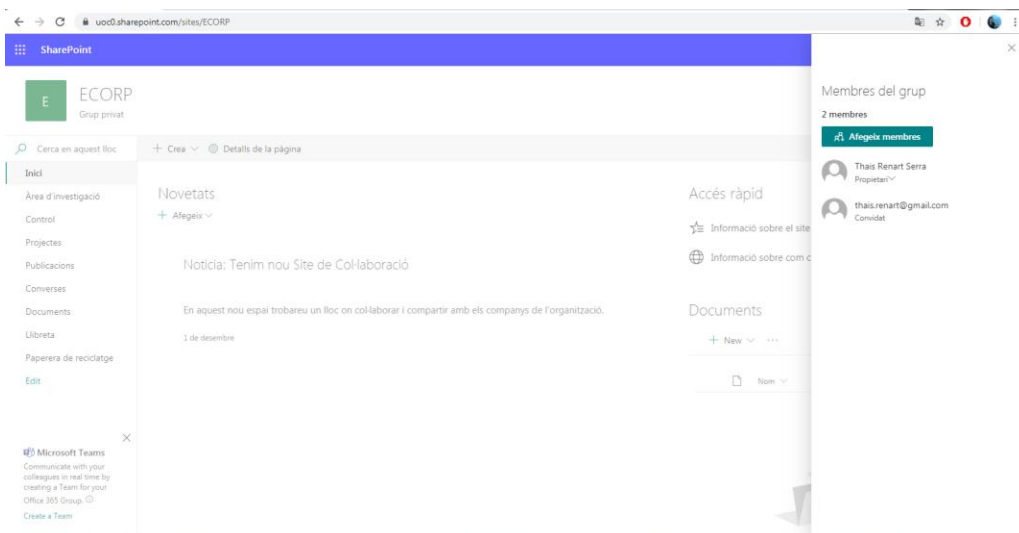 uoc0.sharepoint.com/sites/ECORP
SharePoint
E
ECORP
Grup privat
Cerca en aquest lloc
+ Crea
Detalls de la pàgina
Inici
Àrea d'investigació
Control
Projectes
Publicacions
Converses
Documents
Llibreta
Paperera de reciclatge
Edit
Microsoft Teams
Communicate with your
colleagues in real time by
creating a Team for your
Office 365 Group.
Create a Team
Novetats
+ Afegeix
Noticia: Tenim nou Site de Col·laboració
En aquest nou espai trobareu un lloc on col·laborar i compartir amb els companys de l'organització.
1 de desembre
Accés ràpid
Informació sobre el site
Informació sobre com c
Documents
+ New ...
Nom
Membres del grup
2 membres
Afegeix membres
Thais Renart Serra
Propietari
thais.renart@gmail.com
Convidat